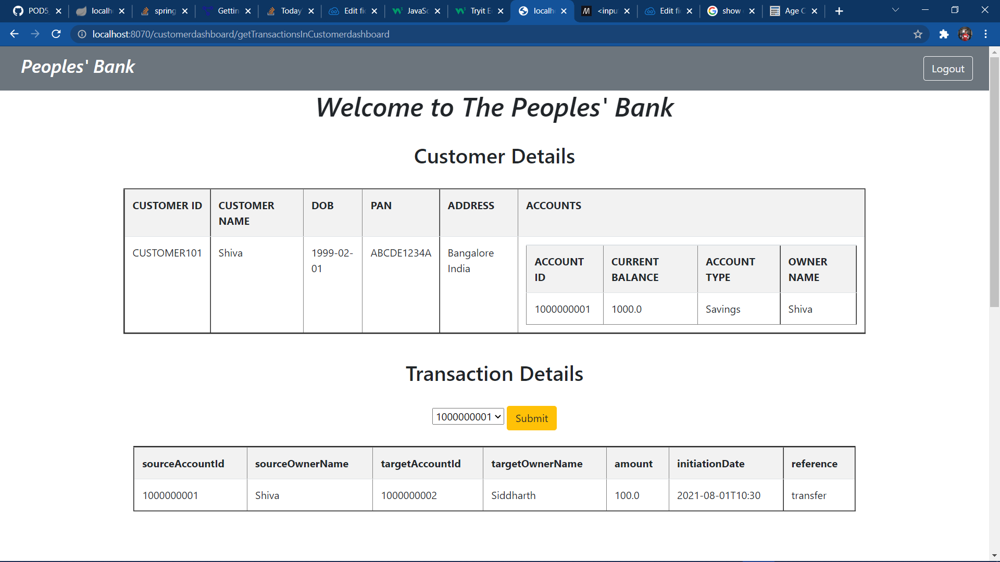 POD5_
localh
spring
Gettin
Today'
Edit fi
JavaSc
Tryit E
localh
<inpu
Edit fi
show
Age C
localhost:8070/customerdashboard/getTransactionsInCustomerdashboard
Peoples' Bank
Logout
Welcome to The Peoples' Bank
Customer Details
CUSTOMER ID CUSTOMER NAME DOB PAN ADDRESS ACCOUNTS
CUSTOMER101 Shiva 1999-02-01 ABCDE1234A Bangalore India
ACCOUNT ID CURRENT BALANCE ACCOUNT TYPE OWNER NAME
1000000001 1000.0 Savings Shiva
Transaction Details
1000000001 Submit
sourceAccountId sourceOwnerName targetAccountId targetOwnerName amount initiationDate reference
1000000001 Shiva 1000000002 Siddharth 100.0 2021-08-01T10:30 transfer